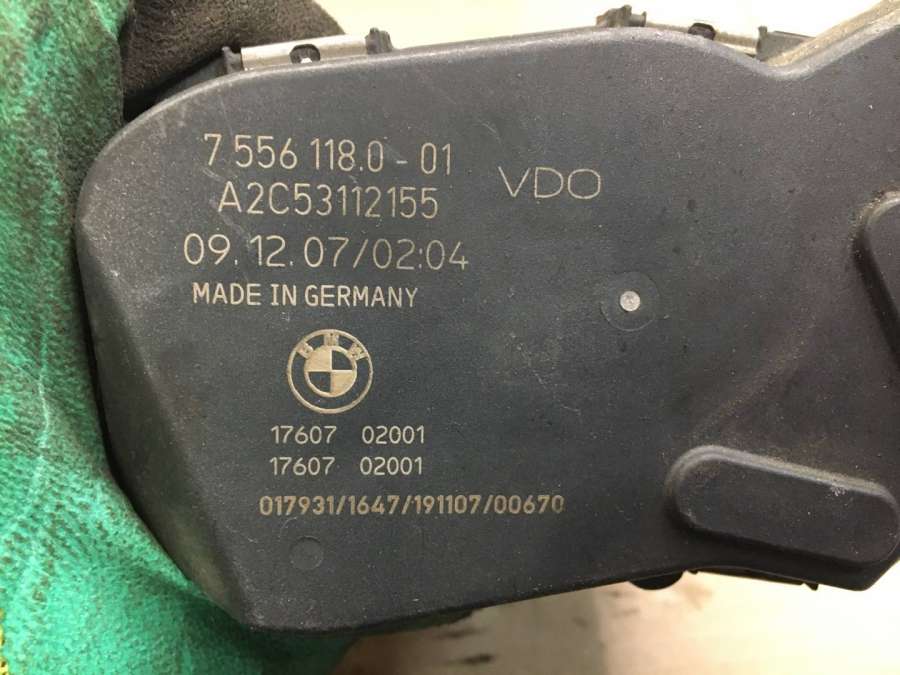 7 556 118.0 - 01
A2C53112155
VDO
09.12.07/02:04
MADE IN GERMANY
BMW
17607 02001
17607 02001
017931/1647/191107/00670